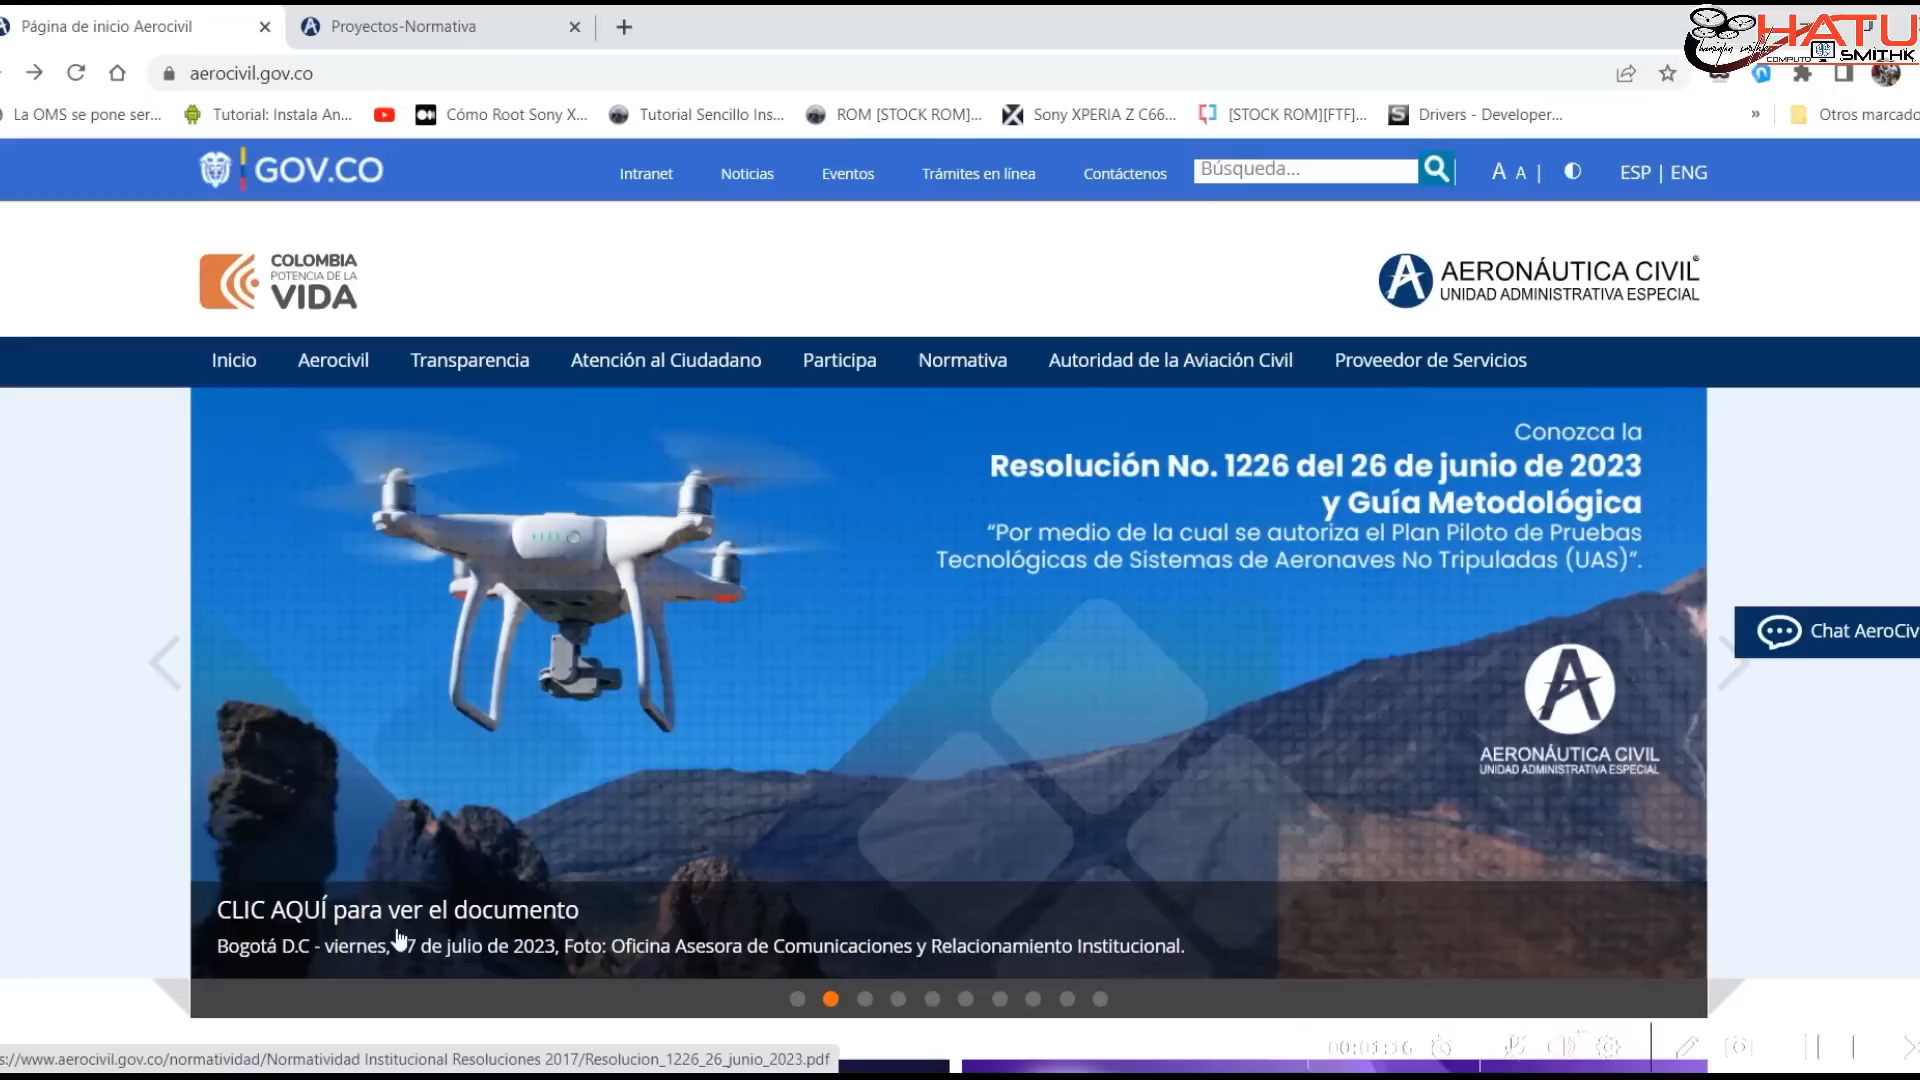 Página de inicio Aerocivil
Proyectos-Normativa
HATU
SMITHK
COMPUTO
aerocivil.gov.co
La OMS se pone ser...
Tutorial: Instala An...
Cómo Root Sony X...
Tutorial Sencillo Ins...
ROM [STOCK ROM]...
Sony XPERIA Z C66...
[STOCK ROM][FTF]...
Drivers - Developer...
»
Otros marcado
GOV.CO
Intranet
Noticias
Eventos
Trámites en línea
Contáctenos
Búsqueda...
A A |
ESP | ENG
COLOMBIA
POTENCIA DE LA
VIDA
AERONÁUTICA CIVIL
UNIDAD ADMINISTRATIVA ESPECIAL
Inicio
Aerocivil
Transparencia
Atención al Ciudadano
Participa
Normativa
Autoridad de la Aviación Civil
Proveedor de Servicios
Conozca la
Resolución No. 1226 del 26 de junio de 2023
y Guía Metodológica
“Por medio de la cual se autoriza el Plan Piloto de Pruebas
Tecnológicas de Sistemas de Aeronaves No Tripuladas (UAS)”.
Chat AeroCiv
AERONÁUTICA CIVIL
UNIDAD ADMINISTRATIVA ESPECIAL
CLIC AQUÍ para ver el documento
Bogotá D.C - viernes, 7 de julio de 2023, Foto: Oficina Asesora de Comunicaciones y Relacionamiento Institucional.
s://www.aerocivil.gov.co/normatividad/Normatividad Institucional Resoluciones 2017/Resolucion_1226_26_junio_2023.pdf